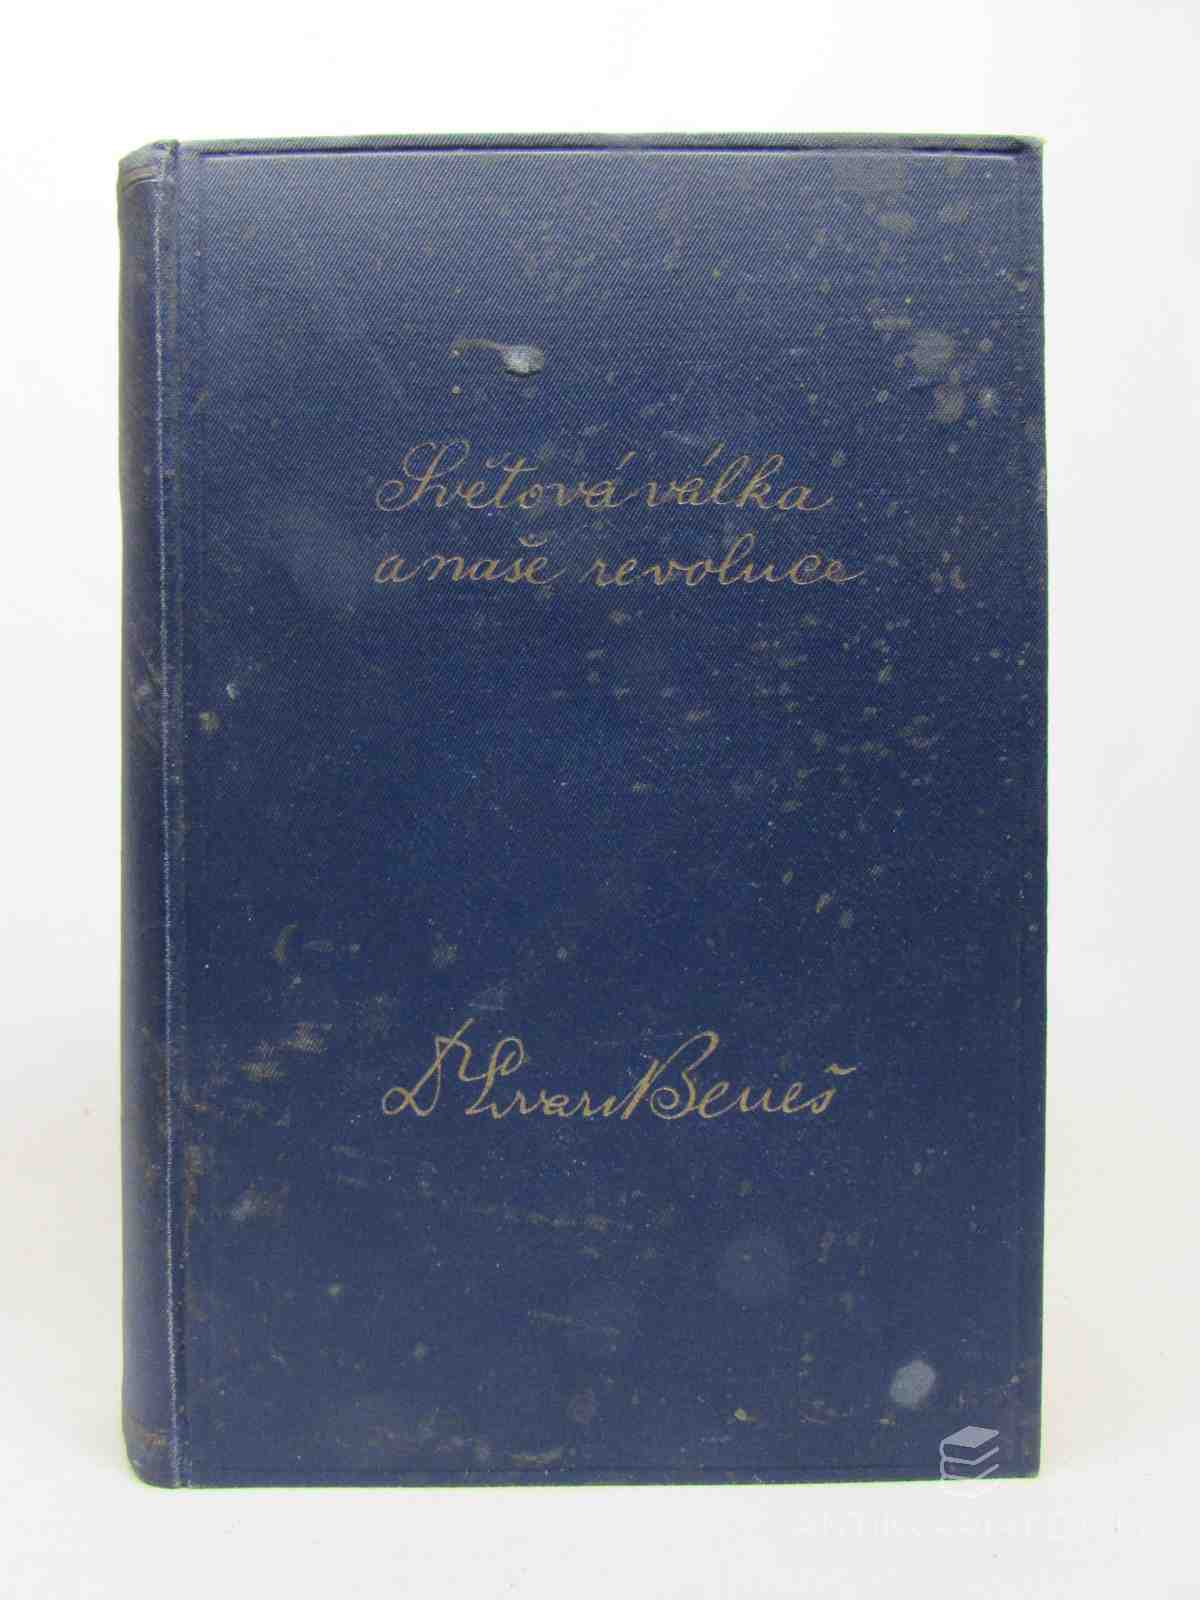 Světová válka
a naše revoluce
Dr Edvard Beneš